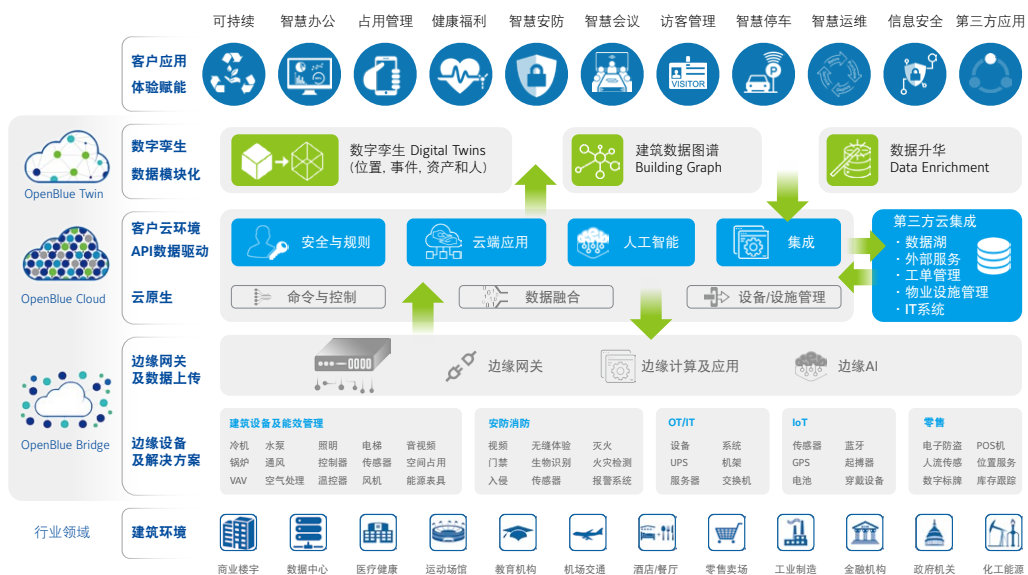 可持续 智慧办公 占用管理 健康福利 智慧安防 智慧会议 访客管理 智慧停车 智慧运维 信息安全 第三方应用
客户应用
体验赋能
VISITOR
P
OpenBlue Twin
数字孪生
数据模块化
数字孪生 Digital Twins
(位置, 事件, 资产和人)
建筑数据图谱
Building Graph
数据升华
Data Enrichment
OpenBlue Cloud
客户云环境
API数据驱动
云原生
安全与规则 云端应用 人工智能 集成
命令与控制 数据融合 设备/设施管理
第三方云集成
· 数据湖
· 外部服务
· 工单管理
· 物业设施管理
· IT系统
OpenBlue Bridge
边缘网关
及数据上传
边缘网关 边缘计算及应用 边缘AI
边缘设备
及解决方案
建筑设备及能效管理
冷机 水泵 照明 电梯 音视频
锅炉 通风 控制器 传感器 空间占用
VAV 空气处理 温控器 风机 能源表具
安防消防
视频 无缝体验 灭火
门禁 生物识别 火灾检测
入侵 传感器 报警系统
OT/IT
设备 系统
UPS 机架
服务器 交换机
IoT
传感器 蓝牙
GPS 起搏器
电池 穿戴设备
零售
电子防盗 POS机
人流传感 位置服务
数字标牌 库存跟踪
行业领域
建筑环境
商业楼宇 数据中心 医疗健康 运动场馆 教育机构 机场交通 酒店/餐厅 零售卖场 工业制造 金融机构 政府机关 化工能源